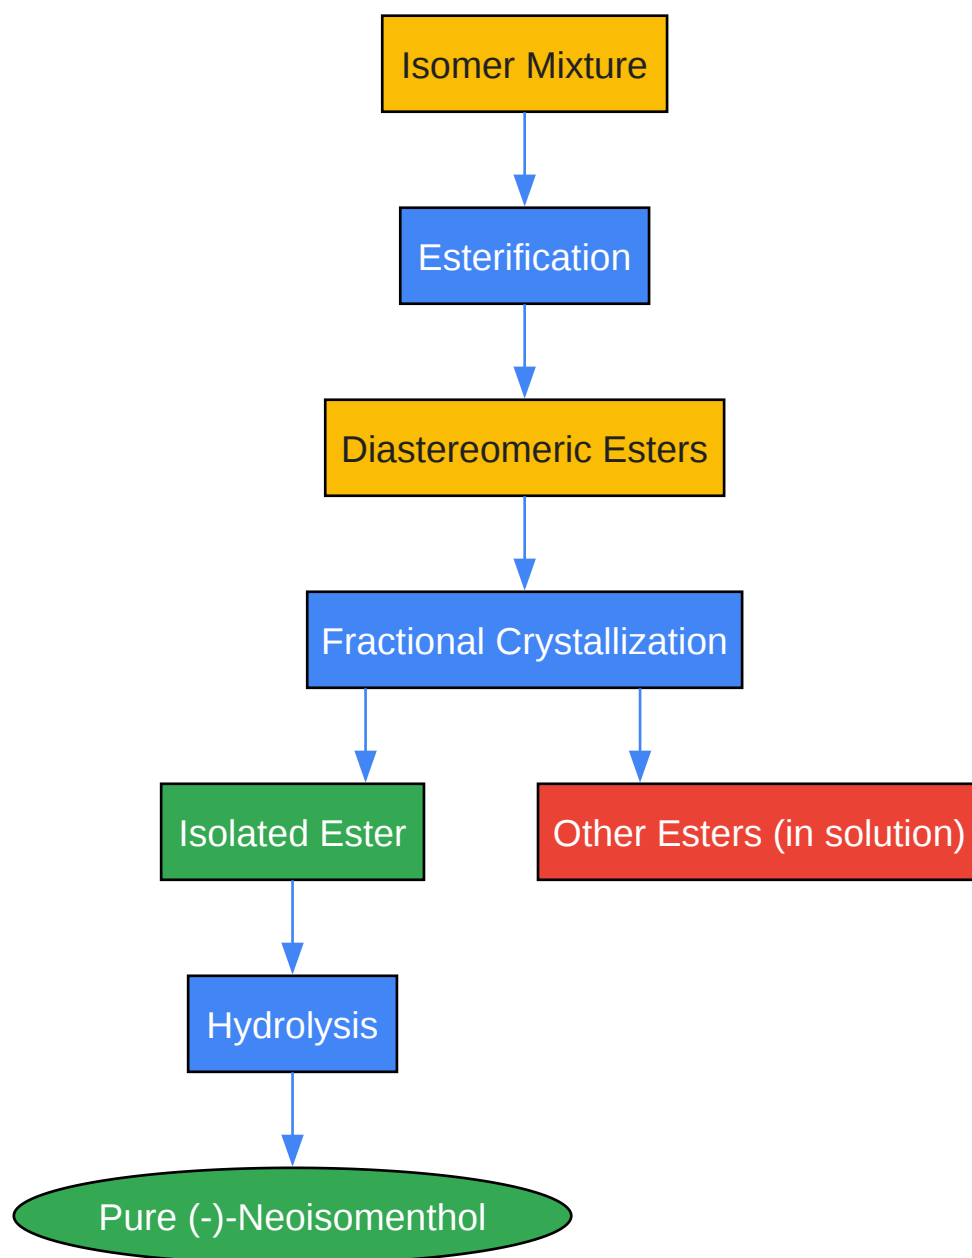 Isomer Mixture
Esterification
Diastereomeric Esters
Fractional Crystallization
Isolated Ester
Other Esters (in solution)
Hydrolysis
Pure (-)-Neoisomenthol